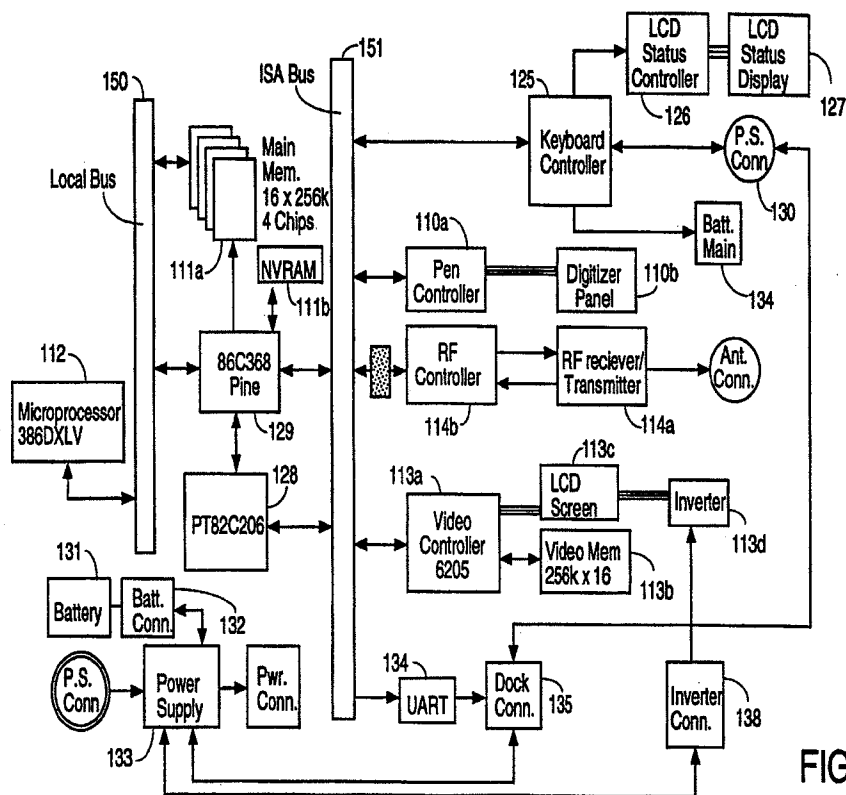 151
ISA Bus
150
Local Bus
Main
Mem.
16 x 256k
4 Chips
111a
NVRAM
111b
112
Microprocessor
386DXLV
86C368
Pine
129
128
PT82C206
125
Keyboard
Controller
LCD
Status
Controller
126
LCD
Status
Display
127
P.S.
Conn.
130
Batt.
Main
134
110a
Pen
Controller
Digitizer
Panel
110b
RF
Controller
114b
RF reciever/
Transmitter
114a
Ant.
Conn.
113a
Video
Controller
6205
113c
LCD
Screen
Inverter
113d
Video Mem
256k x 16
113b
131
Battery
Batt.
Conn.
132
P.S.
Conn
Power
Supply
133
Pwr.
Conn.
134
UART
Dock
Conn.
135
Inverter
Conn.
138
FIG